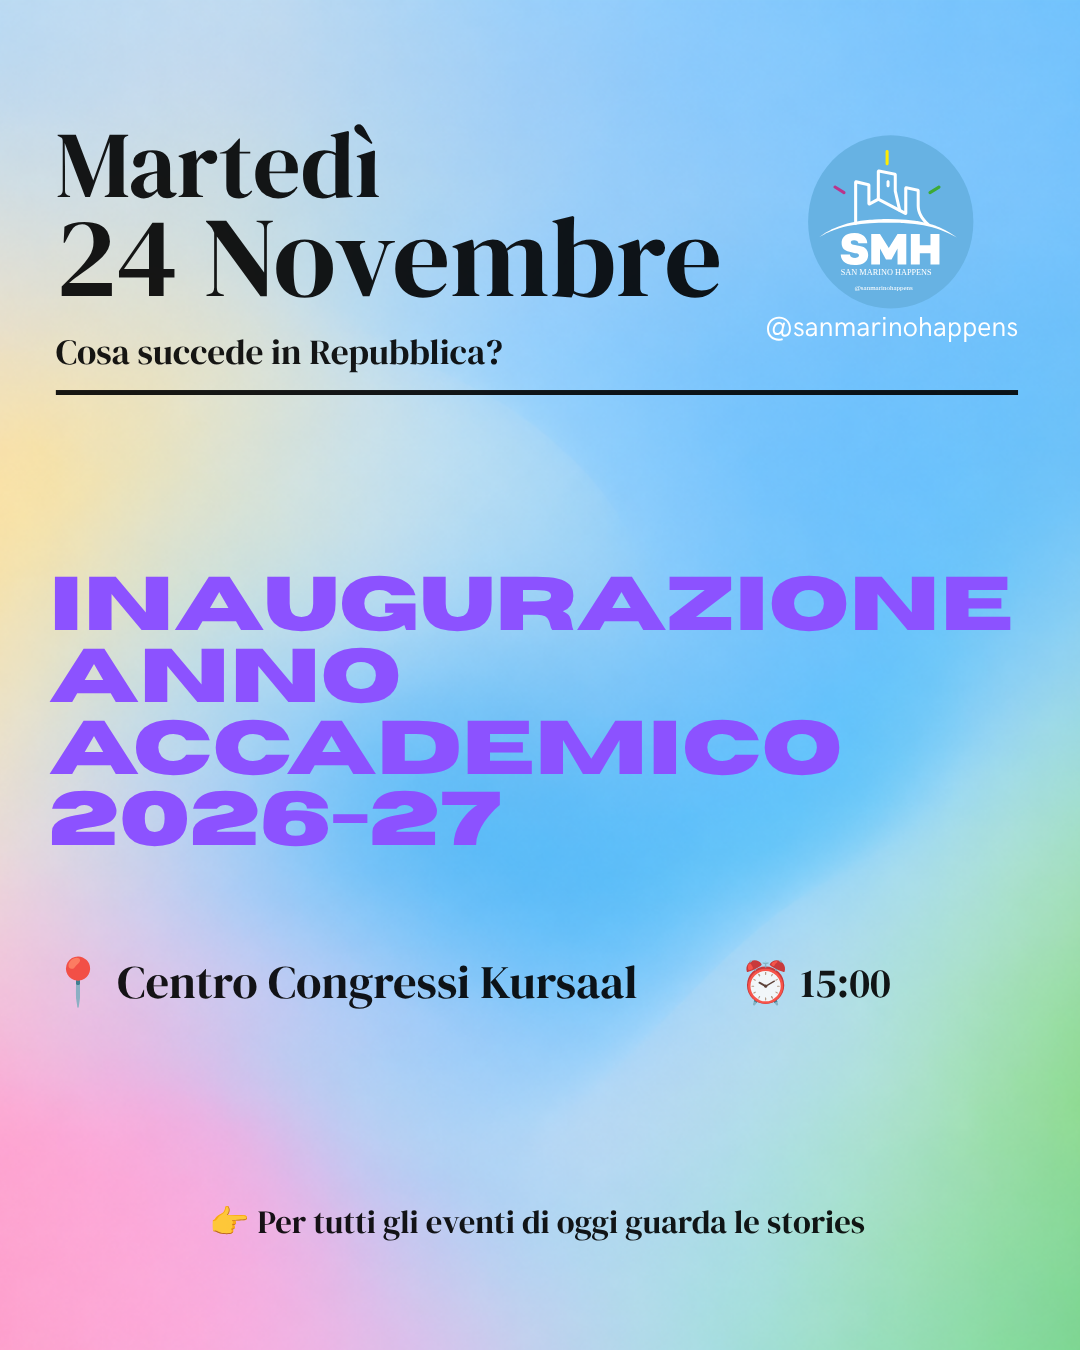 Martedì
24 Novembre
Cosa succede in Repubblica?
SMH
SAN MARINO HAPPENS
@sanmarinohappens
@sanmarinohappens
INAUGURAZIONE
ANNO
ACCADEMICO
2026-27
📍 Centro Congressi Kursaal
⏰ 15:00
👉 Per tutti gli eventi di oggi guarda le stories